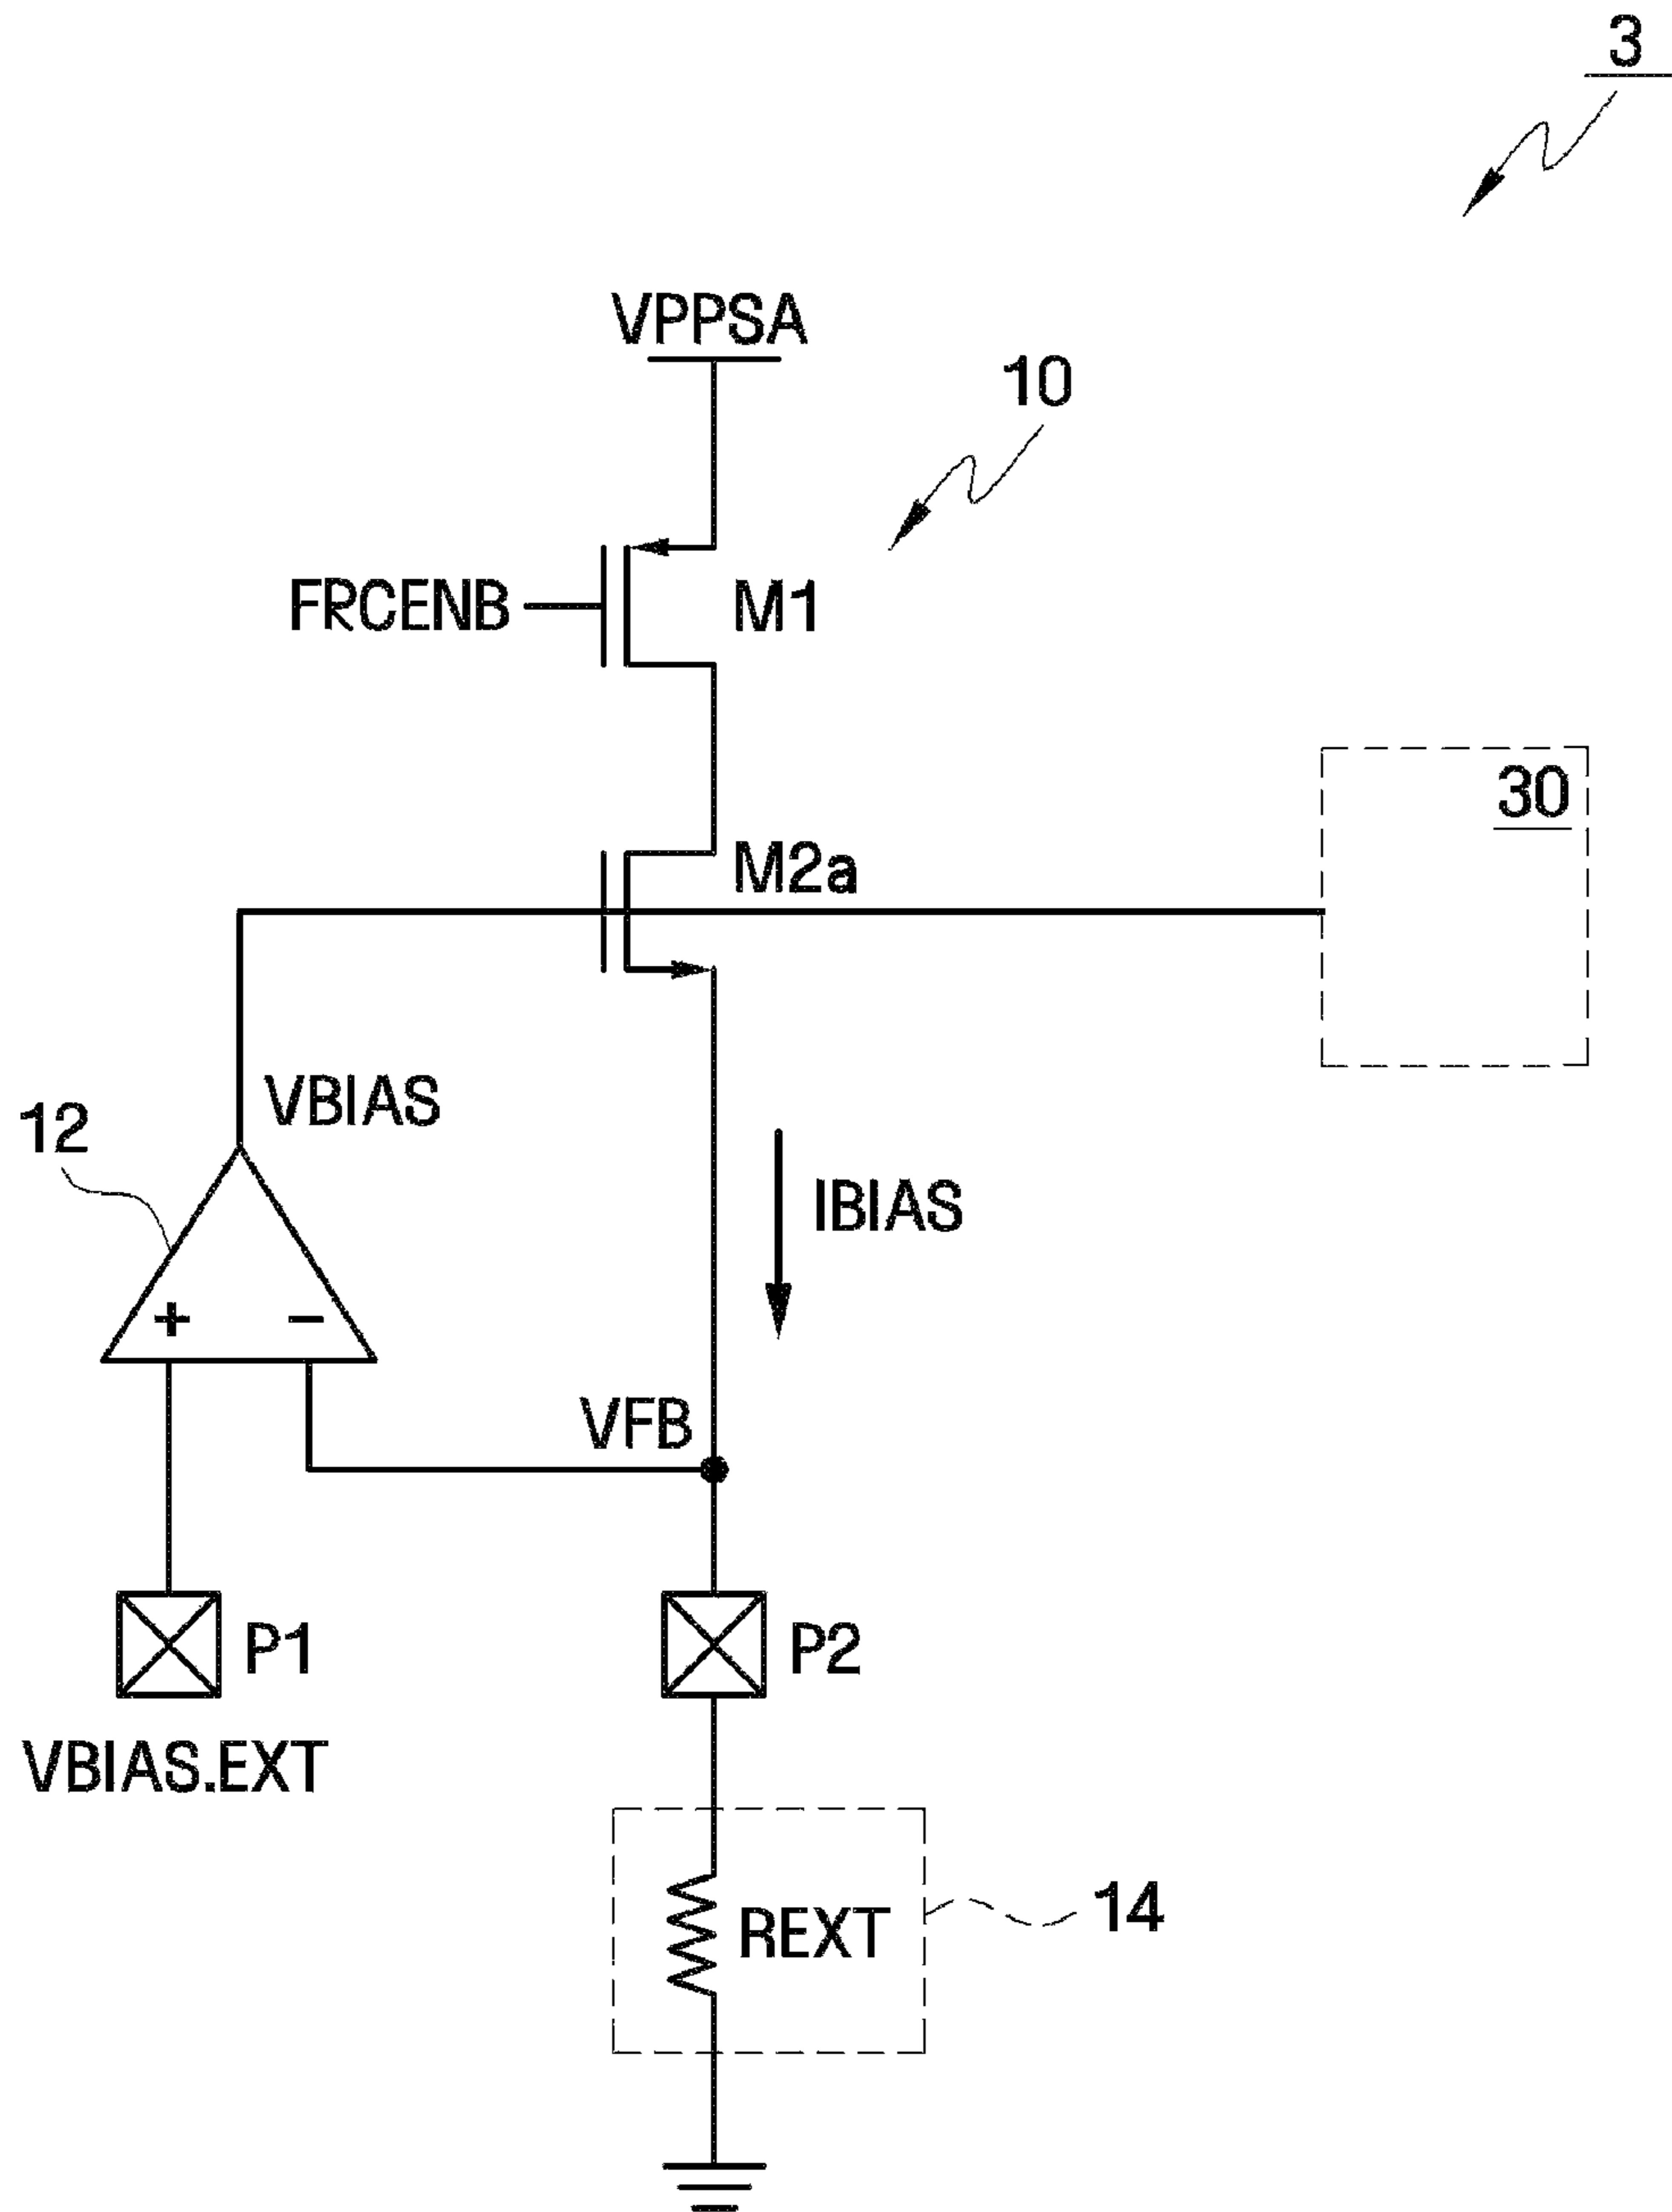 3
VPPSA
10
FRCENB
M1
30
M2a
VBIAS
12
IBIAS
+ −
VFB
P1
P2
VBIAS.EXT
REXT
14